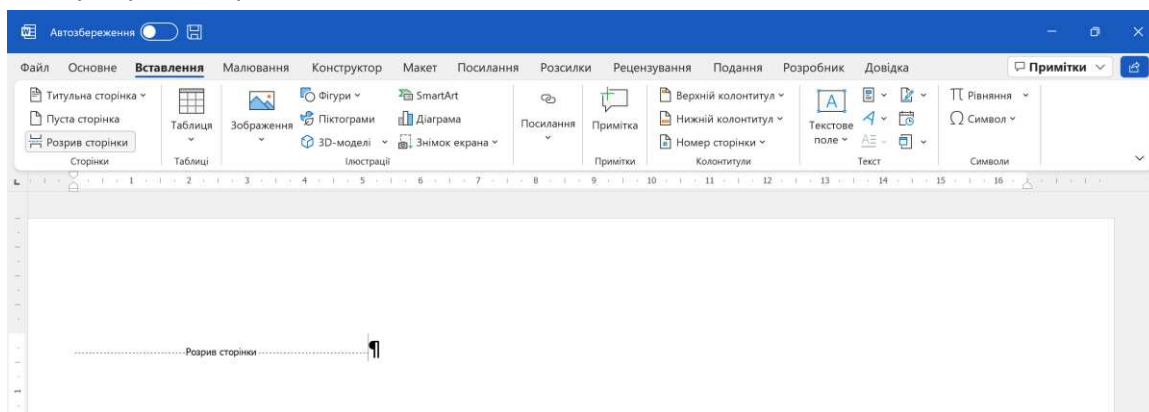 Автозбереження
Файл Основне Вставлення Малювання Конструктор Макет Посилання Розсилки Рецензування Подання Розробник Довідка Примітки
Титульна сторінка
Пуста сторінка
Розрив сторінки
Сторінки
Таблиця
Таблиці
Зображення
Фігури
Піктограми
3D-моделі
SmartArt
Діаграма
Знімок екрана
Ілюстрації
Посилання
Примітка
Примітки
Верхній колонтитул
Нижній колонтитул
Номер сторінки
Колонтитули
Текстове
поле
Текст
Рівняння
Символ
Символи
1 2 3 4 5 6 7 8 9 10 11 12 13 14 15 16
Розрив сторінки ¶
1